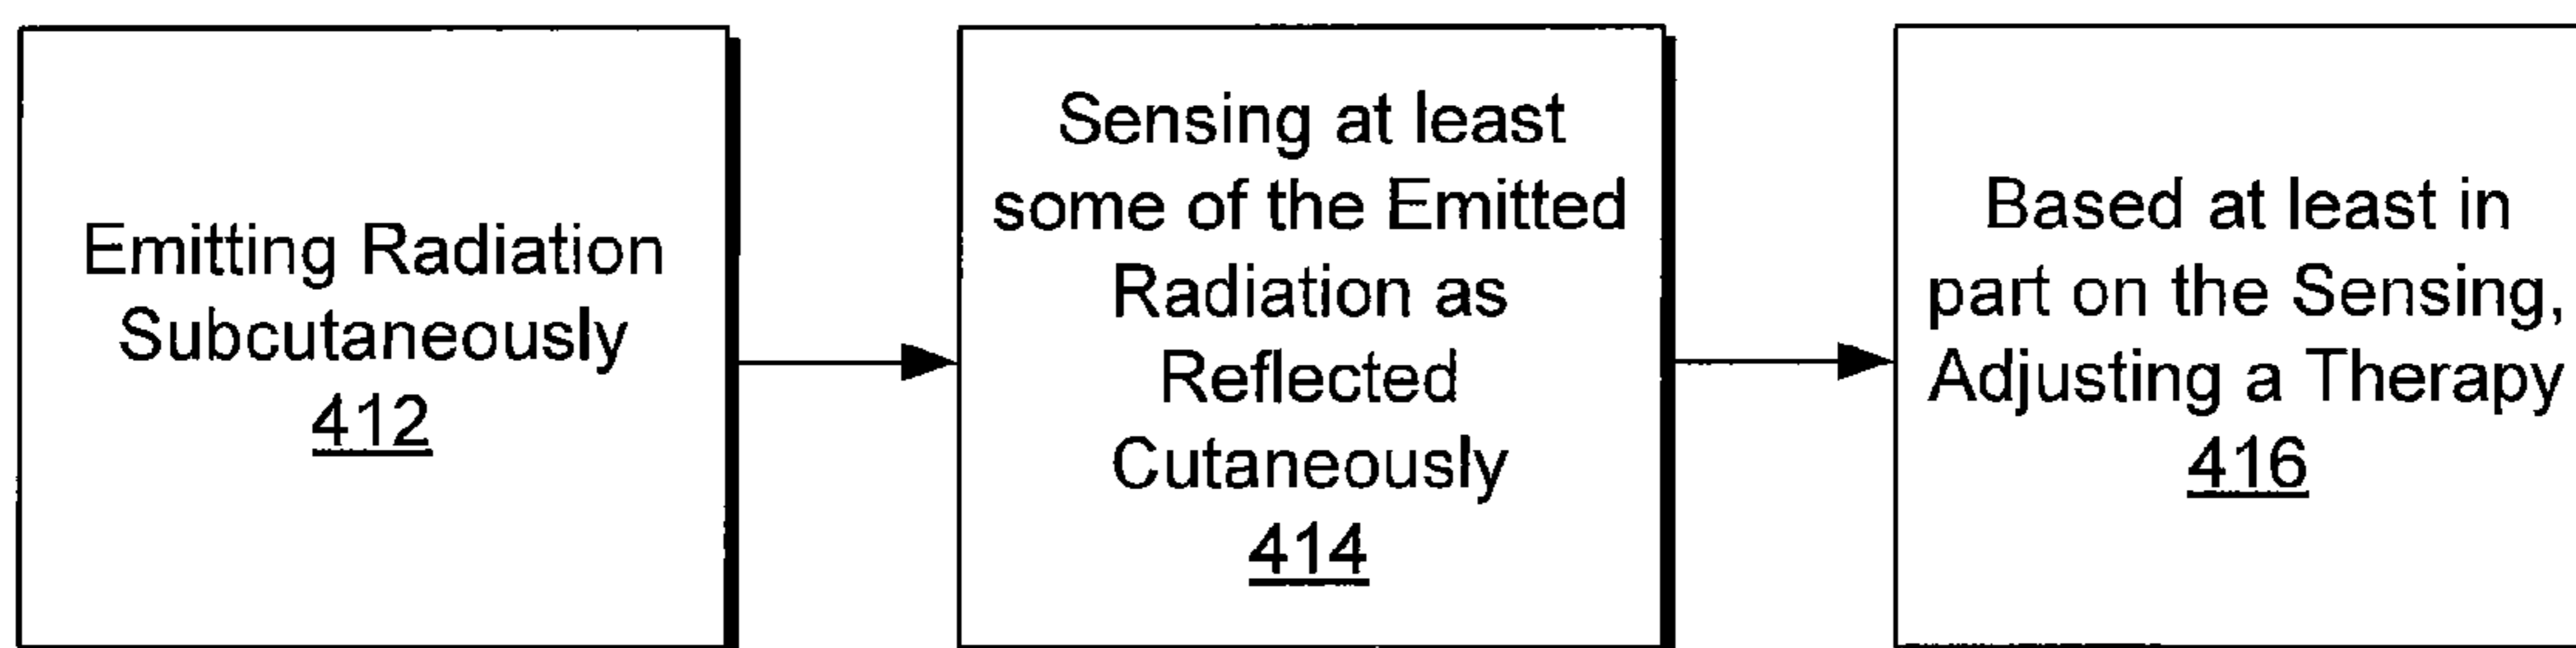 Emitting Radiation
Subcutaneously
412
Sensing at least
some of the Emitted
Radiation as
Reflected
Cutaneously
414
Based at least in
part on the Sensing,
Adjusting a Therapy
416